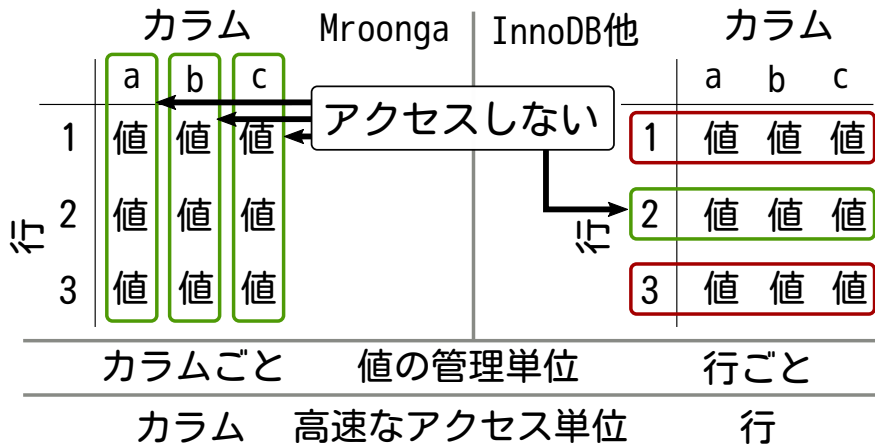 カラム Mroonga InnoDB他 カラム
a b c a b c
アクセスしない
1 値 値 値 1 値 値 値
行 2 値 値 値 行 2 値 値 値
3 値 値 値 3 値 値 値
カラムごと 値の管理単位 行ごと
カラム 高速なアクセス単位 行